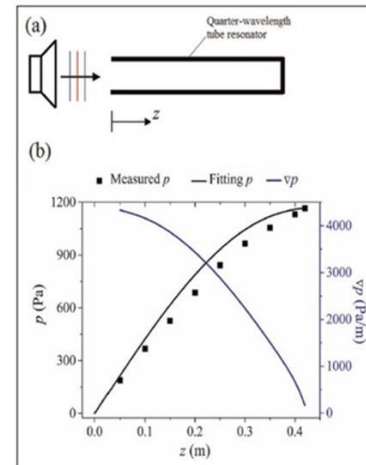 (a)
Quarter-wavelength
tube resonator
z
(b)
Measured p
Fitting p
∇p
1200
900
600
300
0
p (Pa)
4000
3000
2000
1000
0
∇p (Pa/m)
0.0 0.1 0.2 0.3 0.4
z (m)